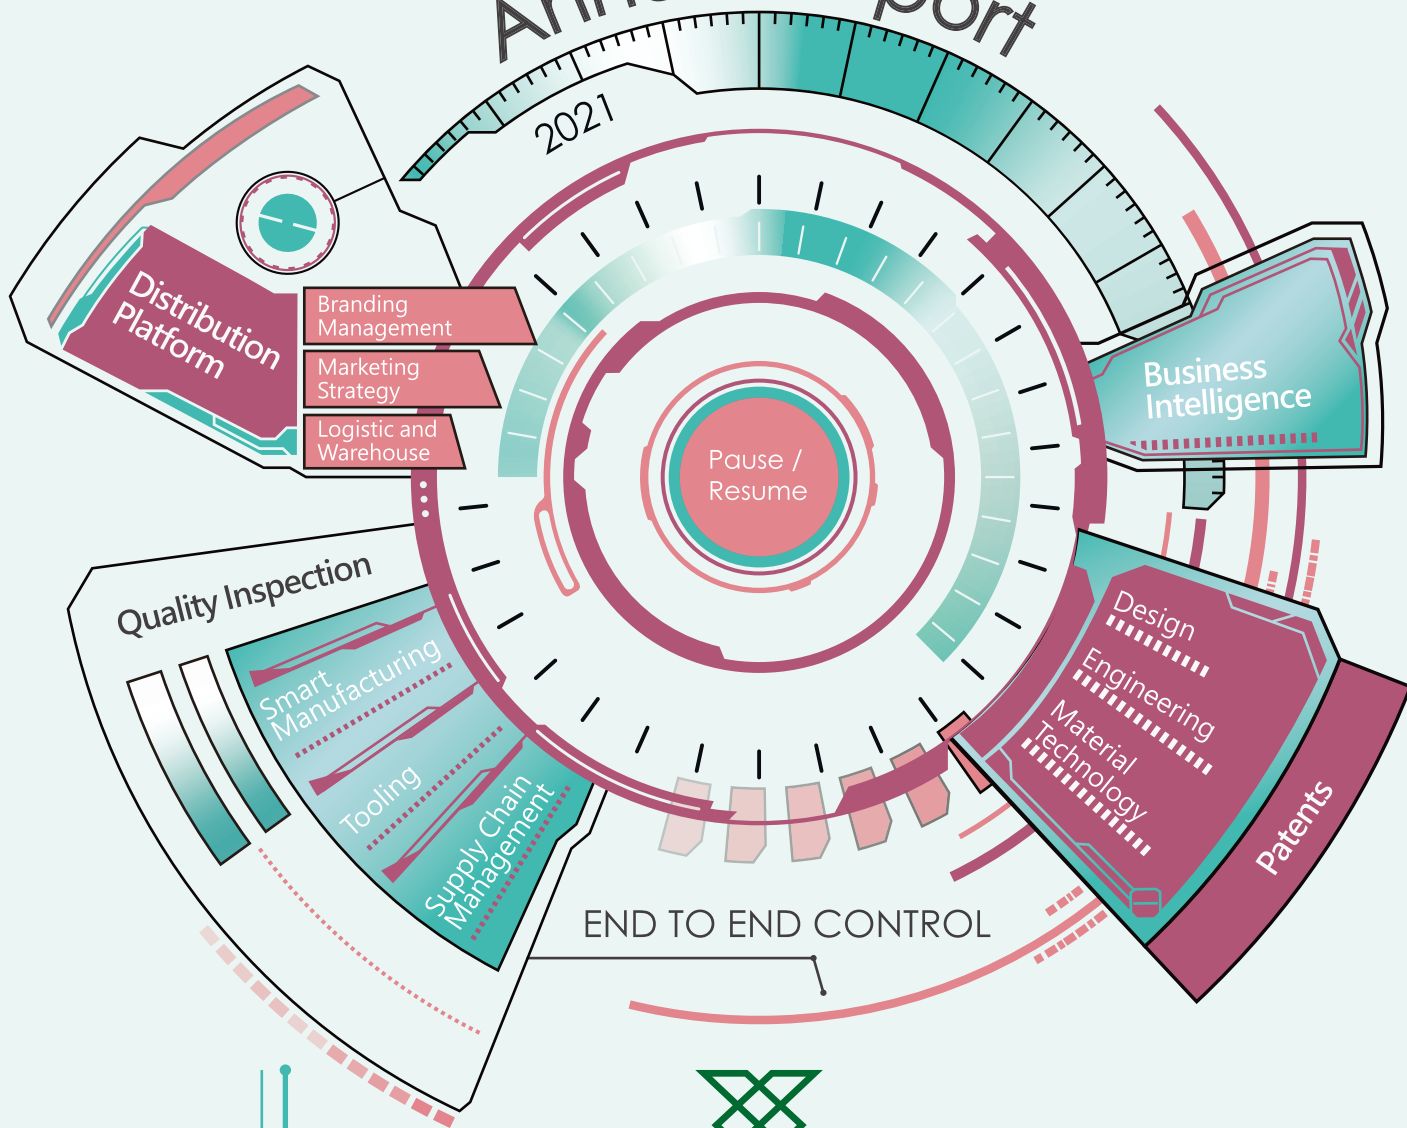 2021
Distribution
Platform
Branding
Management
Marketing
Strategy
Logistic and
Warehouse
Business
Intelligence
Pause /
Resume
Quality Inspection
Smart
Manufacturing
Tooling
Supply Chain
Management
Design
Engineering
Material
Technology
Patents
END TO END CONTROL